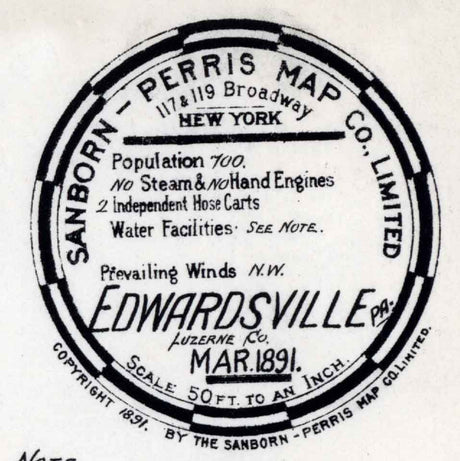 SANBORN - PERRIS MAP CO., LIMITED
117 & 119 Broadway
NEW YORK
Population 700.
NO Steam & NO Hand Engines
2 Independent Hose Carts
Water Facilities. SEE NOTE.
Prevailing Winds N.W.
EDWARDSVILLE PA.
LUZERNE CO.
MAR. 1891.
SCALE 50 FT. TO AN INCH.
COPYRIGHT 1891. BY THE SANBORN - PERRIS MAP CO. LIMITED.
NOTE